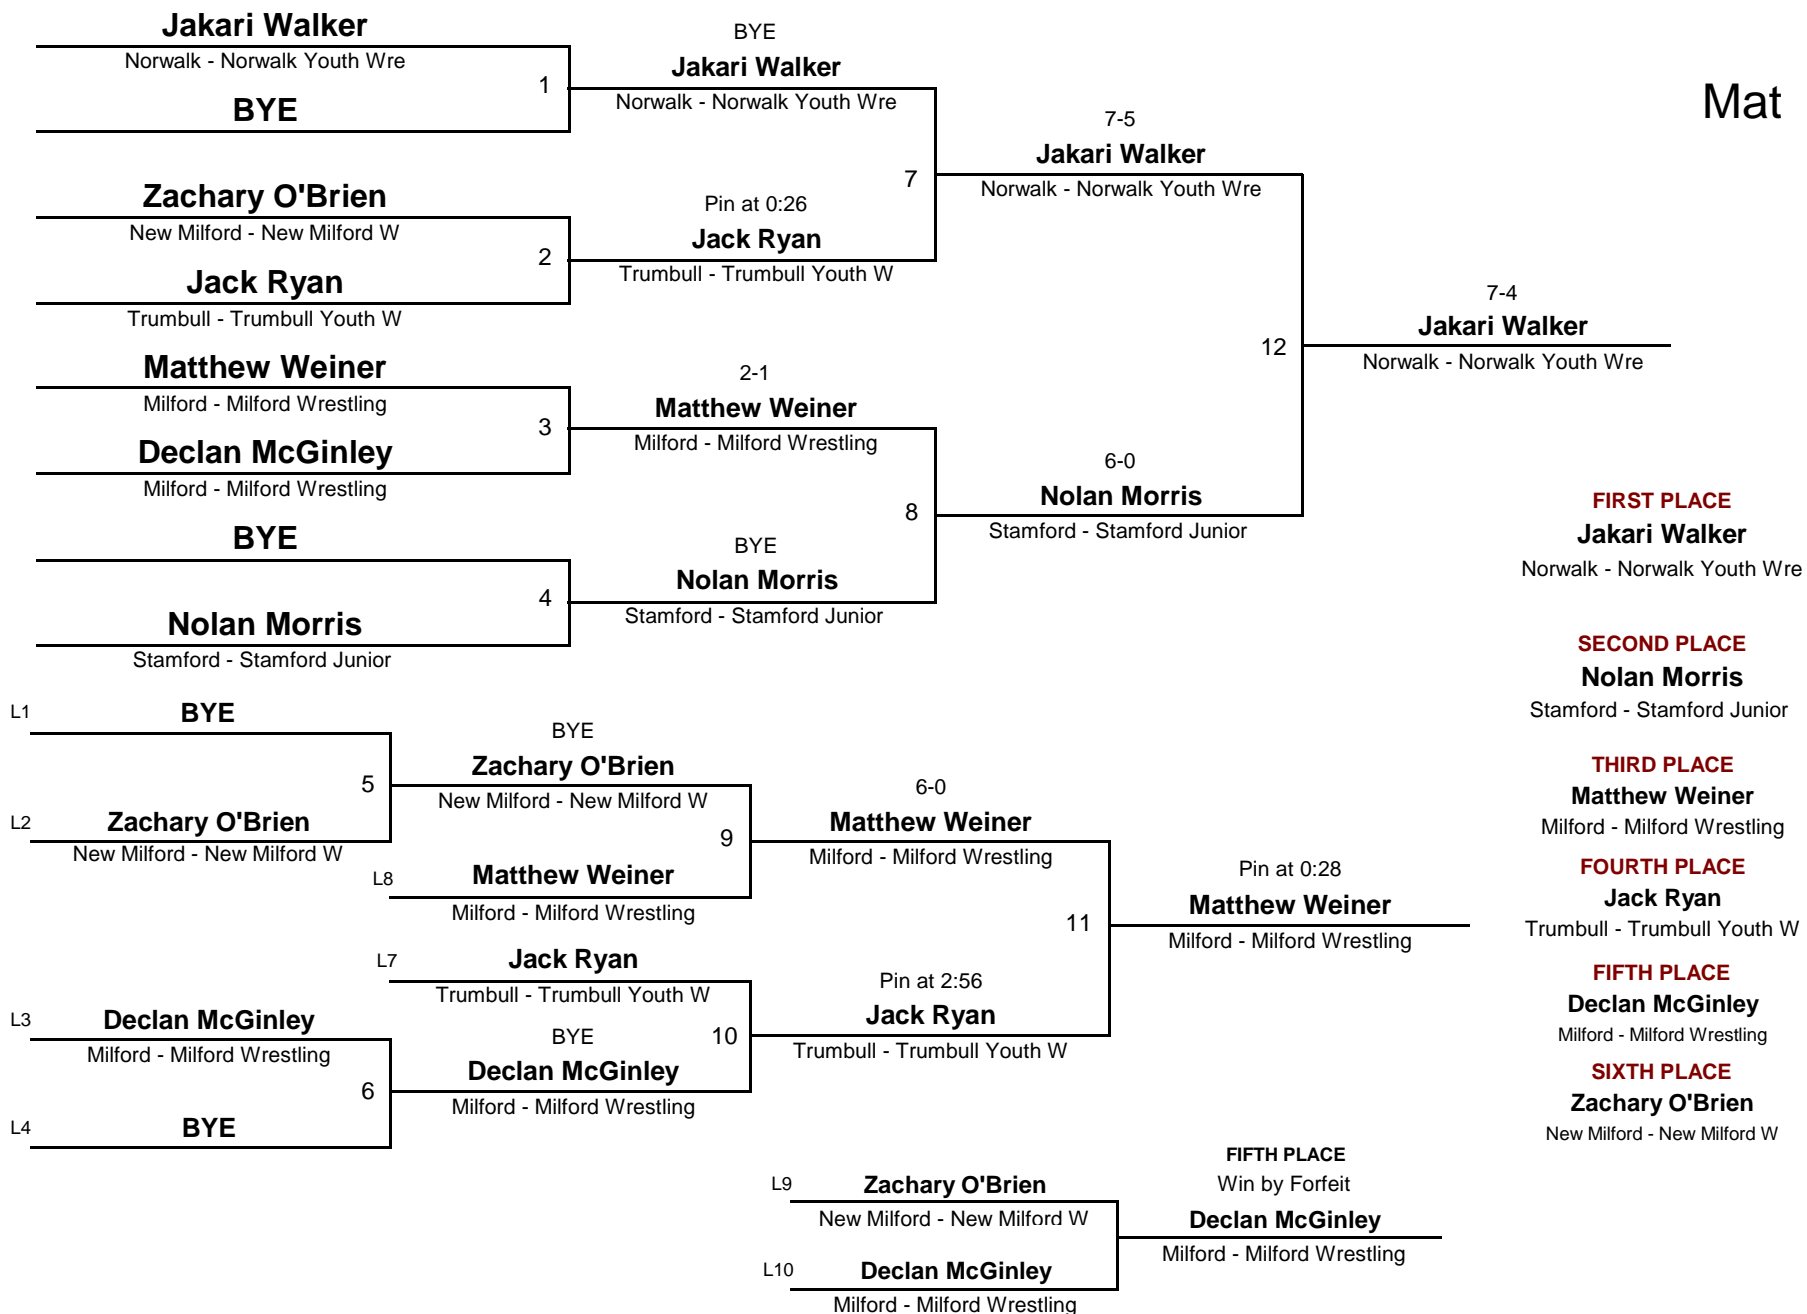 Jakari Walker
Norwalk - Norwalk Youth Wre
1
BYE
BYE
Jakari Walker
Norwalk - Norwalk Youth Wre
Mat
Zachary O'Brien
New Milford - New Milford W
2
Jack Ryan
Trumbull - Trumbull Youth W
Pin at 0:26
Jack Ryan
Trumbull - Trumbull Youth W
7
7-5
Jakari Walker
Norwalk - Norwalk Youth Wre
Matthew Weiner
Milford - Milford Wrestling
3
Declan McGinley
Milford - Milford Wrestling
2-1
Matthew Weiner
Milford - Milford Wrestling
BYE
4
Nolan Morris
Stamford - Stamford Junior
BYE
Nolan Morris
Stamford - Stamford Junior
8
6-0
Nolan Morris
Stamford - Stamford Junior
12
7-4
Jakari Walker
Norwalk - Norwalk Youth Wre
FIRST PLACE
Jakari Walker
Norwalk - Norwalk Youth Wre
SECOND PLACE
Nolan Morris
Stamford - Stamford Junior
THIRD PLACE
Matthew Weiner
Milford - Milford Wrestling
FOURTH PLACE
Jack Ryan
Trumbull - Trumbull Youth W
FIFTH PLACE
Declan McGinley
Milford - Milford Wrestling
SIXTH PLACE
Zachary O'Brien
New Milford - New Milford W
L1
BYE
5
L2
Zachary O'Brien
New Milford - New Milford W
BYE
Zachary O'Brien
New Milford - New Milford W
9
L8
Matthew Weiner
Milford - Milford Wrestling
6-0
Matthew Weiner
Milford - Milford Wrestling
L7
Jack Ryan
Trumbull - Trumbull Youth W
L3
Declan McGinley
Milford - Milford Wrestling
6
L4
BYE
BYE
Declan McGinley
Milford - Milford Wrestling
10
Pin at 2:56
Jack Ryan
Trumbull - Trumbull Youth W
11
Pin at 0:28
Matthew Weiner
Milford - Milford Wrestling
L9
Zachary O'Brien
New Milford - New Milford W
L10
Declan McGinley
Milford - Milford Wrestling
FIFTH PLACE
Win by Forfeit
Declan McGinley
Milford - Milford Wrestling